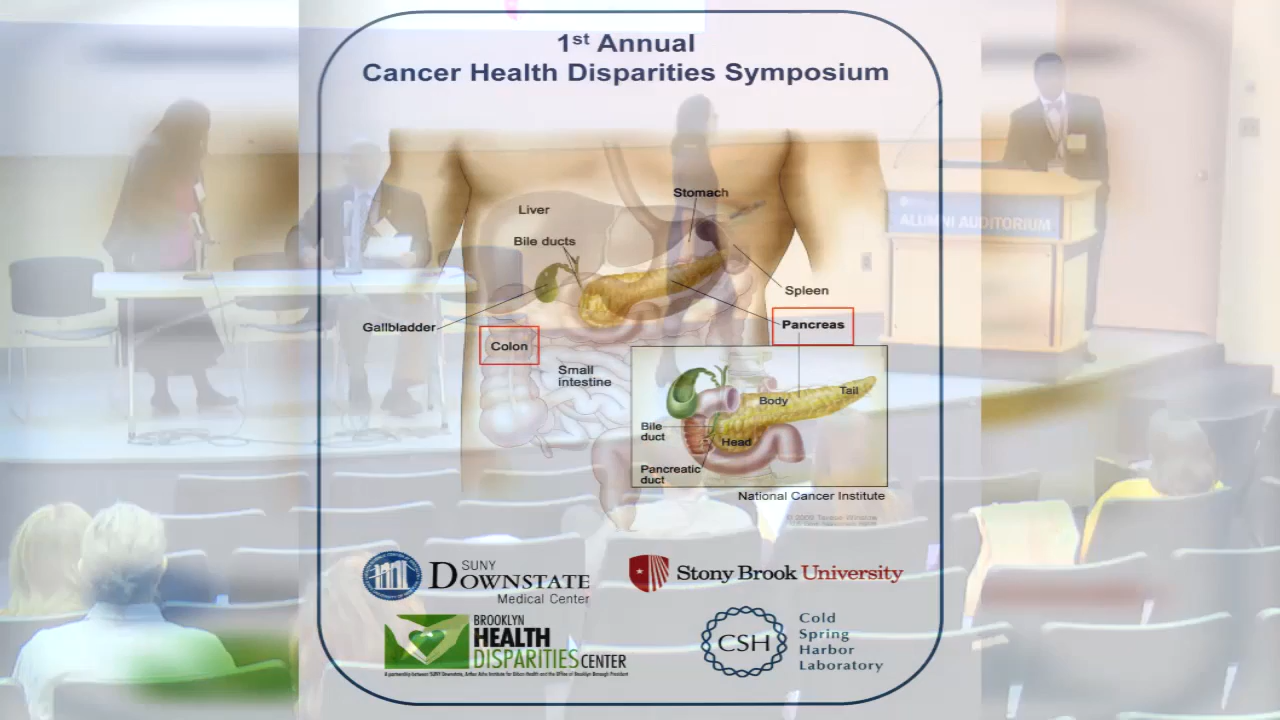 1st Annual
Cancer Health Disparities Symposium
Stomach
Liver
Bile ducts
ALUMNI AUDITORIUM
Spleen
Gallbladder
Pancreas
Colon
Small
intestine
Tail
Body
Bile
duct
Head
Pancreatic
duct
National Cancer Institute
SUNY
DOWNSTATE
Medical Center
Stony Brook University
BROOKLYN
HEALTH
DISPARITIES CENTER
CSH
Cold
Spring
Harbor
Laboratory